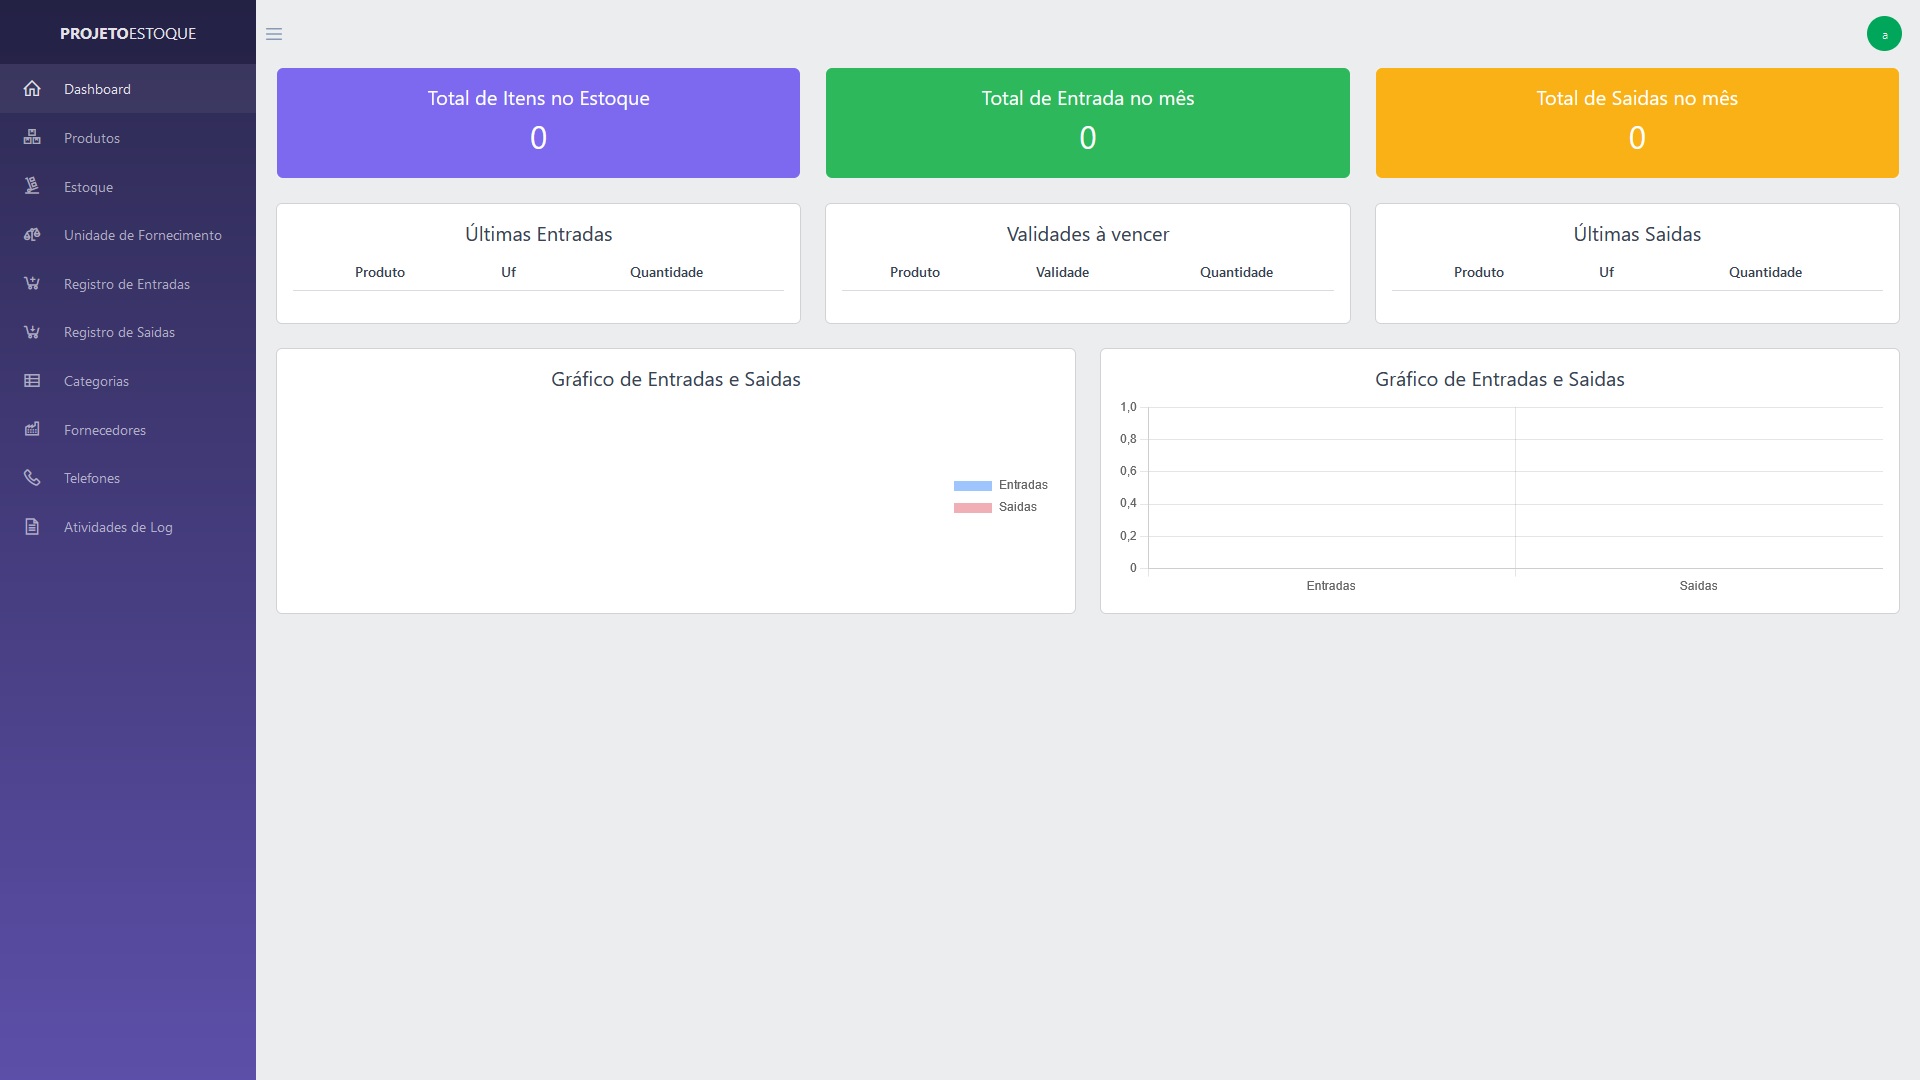 PROJETOESTOQUE
a
Dashboard
Produtos
Estoque
Unidade de Fornecimento
Registro de Entradas
Registro de Saidas
Categorias
Fornecedores
Telefones
Atividades de Log
Total de Itens no Estoque
0
Total de Entrada no mês
0
Total de Saidas no mês
0
Últimas Entradas
Produto Uf Quantidade
Validades à vencer
Produto Validade Quantidade
Últimas Saidas
Produto Uf Quantidade
Gráfico de Entradas e Saidas
Entradas
Saidas
Gráfico de Entradas e Saidas
1,0
0,8
0,6
0,4
0,2
0
Entradas Saidas